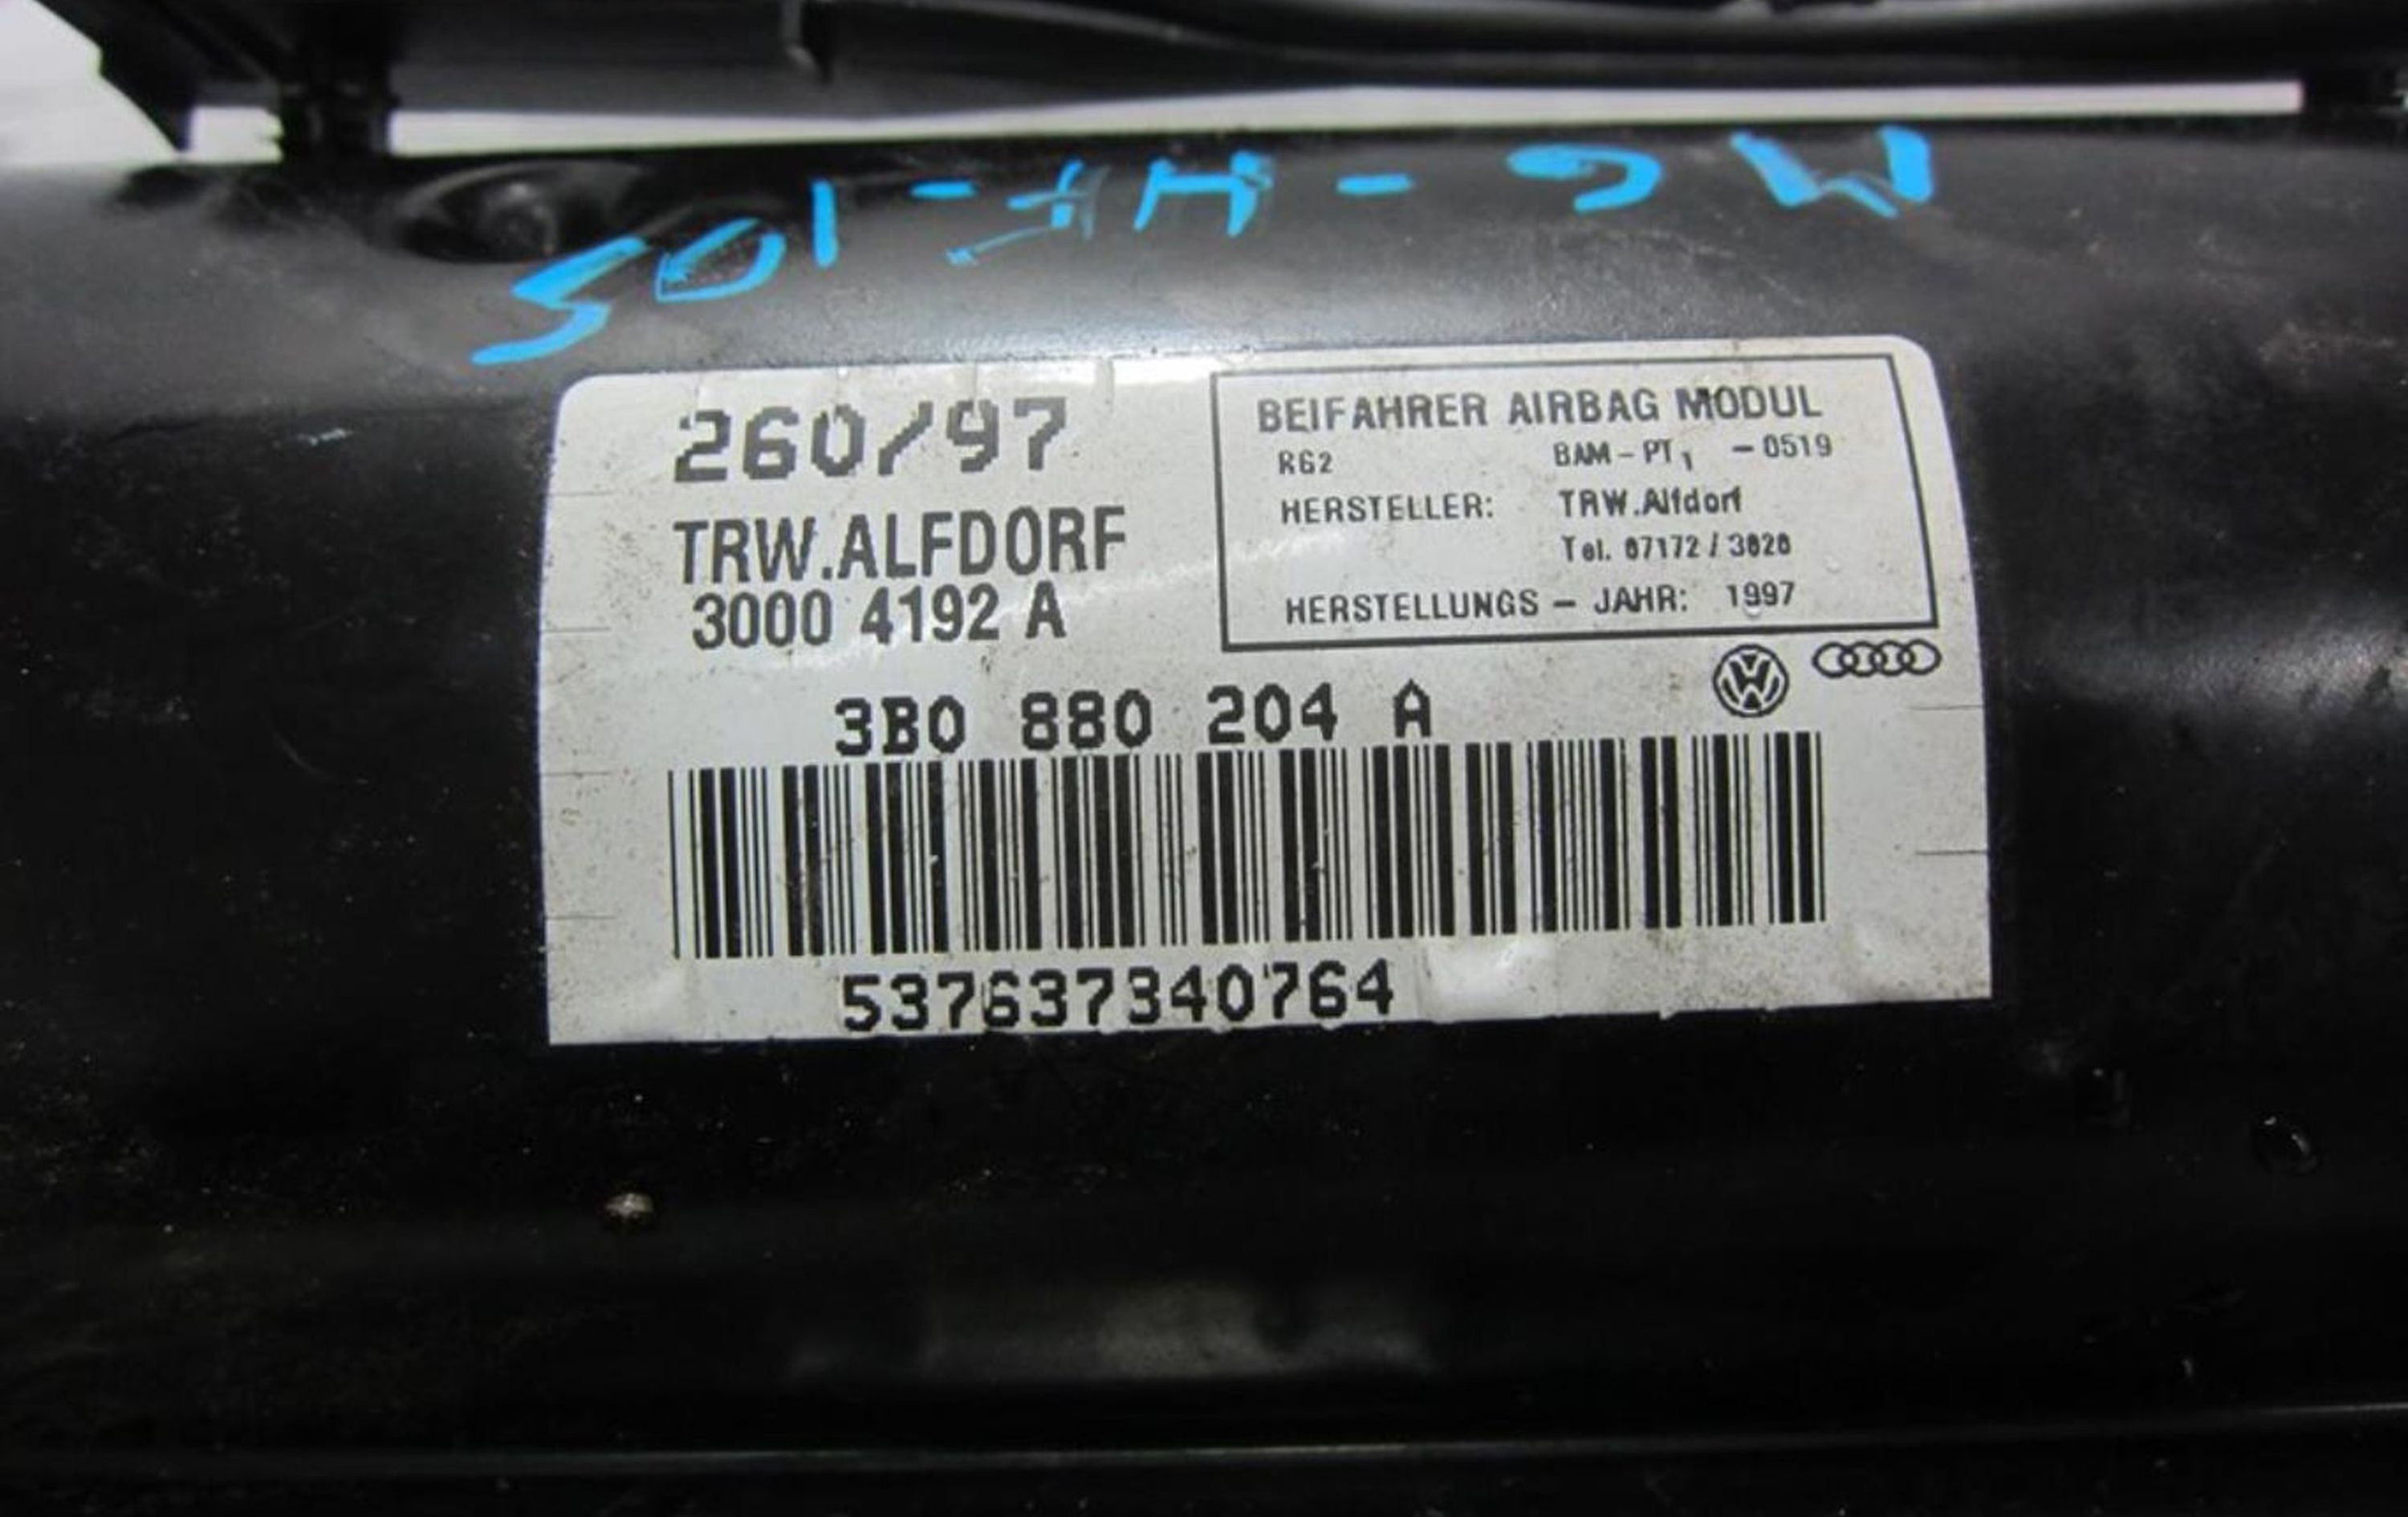 MG-HF-105
260/97
TRW.ALFDORF
3000 4192 A
BEIFAHRER AIRBAG MODUL
R62 BAM-PT1 -0519
HERSTELLER: TRW.Alfdorf
Tel. 07172 / 3020
HERSTELLUNGS - JAHR: 1997
3B0 880 204 A
537637340764